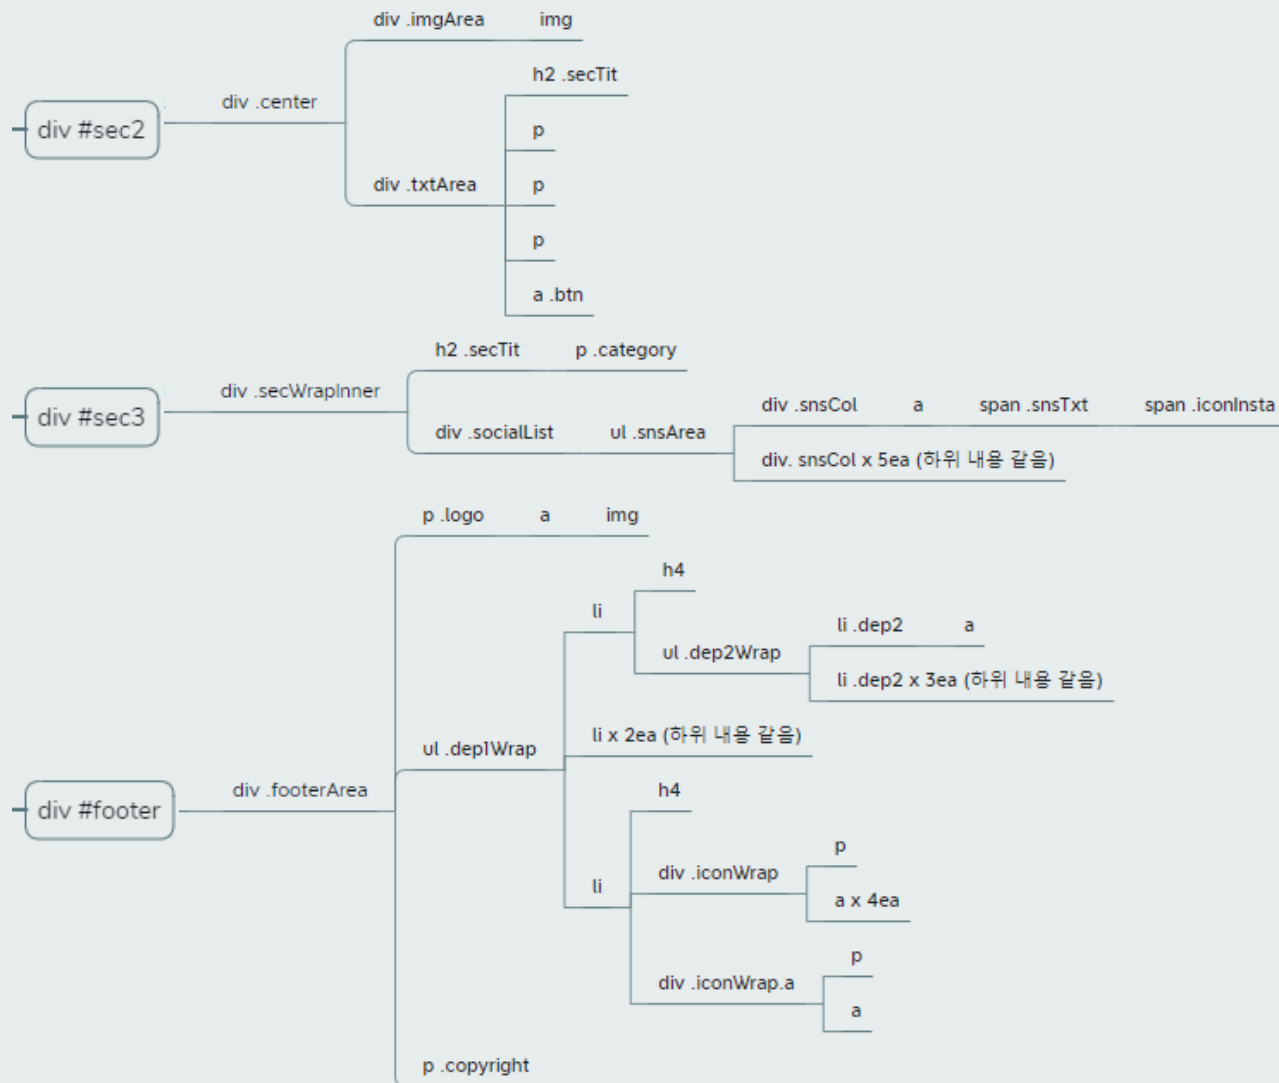 div .imgArea
img
h2 .secTit
div #sec2
div .center
p
div .txtArea
p
p
a .btn
h2 .secTit
p .category
div #sec3
div .secWrapInner
div .socialList
ul .snsArea
div .snsCol
a
span .snsTxt
span .iconInsta
div. snsCol x 5ea (하위 내용 같음)
p .logo
a
img
h4
li
ul .dep2Wrap
li .dep2
a
li .dep2 x 3ea (하위 내용 같음)
ul .dep1Wrap
li x 2ea (하위 내용 같음)
div #footer
div .footerArea
h4
li
div .iconWrap
p
a x 4ea
div .iconWrap.a
p
a
p .copyright